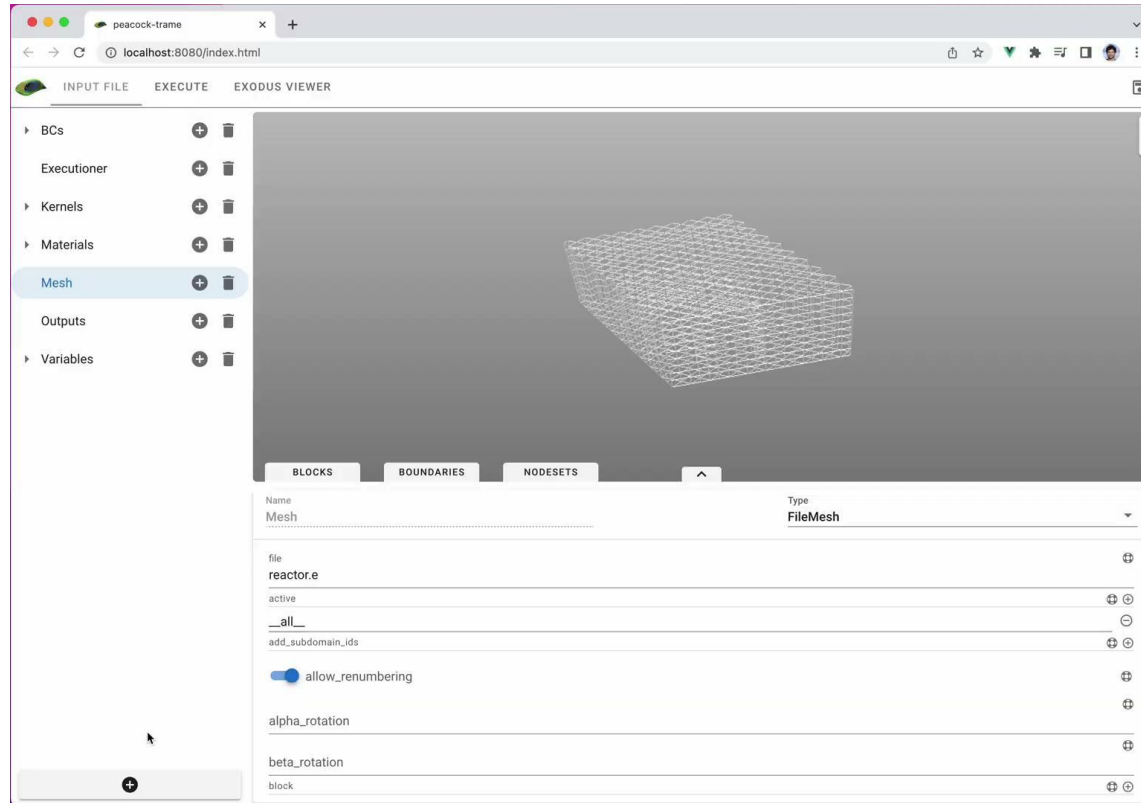 peacock-trame
localhost:8080/index.html
INPUT FILE EXECUTE EXODUS VIEWER
BCs
Executioner
Kernels
Materials
Mesh
Outputs
Variables
BLOCKS BOUNDARIES NODESETS
Name
Mesh
Type
FileMesh
file
reactor.e
active
__all__
add_subdomain_ids
allow_renumbering
alpha_rotation
beta_rotation
block